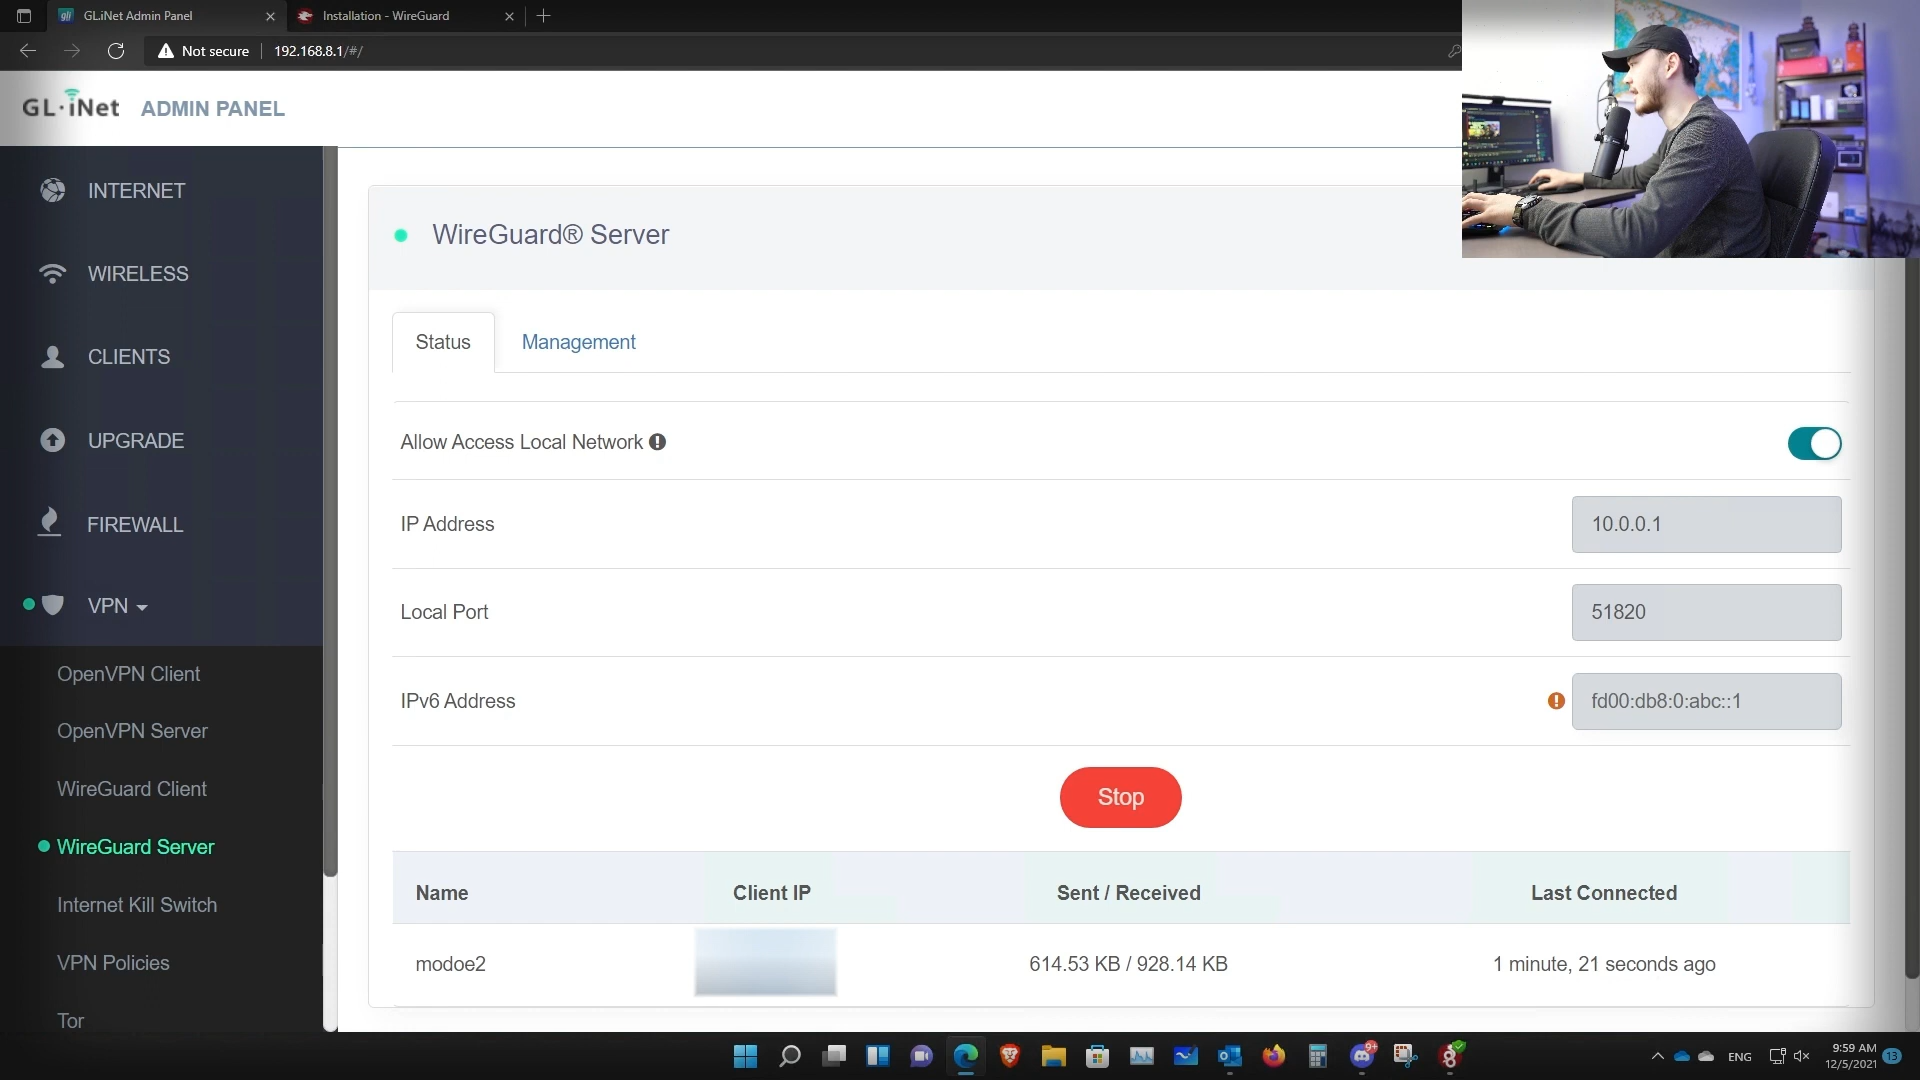 GL.iNet Admin Panel
Installation - WireGuard
Not secure
192.168.8.1/#/
GL·iNet ADMIN PANEL
INTERNET
WIRELESS
CLIENTS
UPGRADE
FIREWALL
VPN
OpenVPN Client
OpenVPN Server
WireGuard Client
WireGuard Server
Internet Kill Switch
VPN Policies
Tor
WireGuard® Server
Status
Management
Allow Access Local Network
IP Address
10.0.0.1
Local Port
51820
IPv6 Address
fd00:db8:0:abc::1
Stop
Name Client IP Sent / Received Last Connected
modoe2 614.53 KB / 928.14 KB 1 minute, 21 seconds ago
9+
ENG
9:59 AM
12/5/2021
13